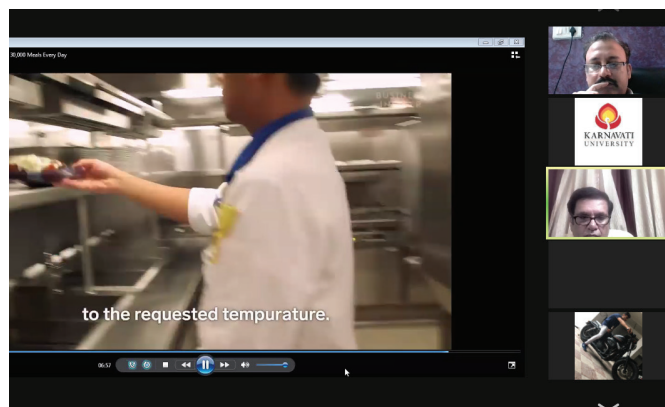 30,000 Meals Every Day
to the requested tempurature.
06:57
KARNAVATI
UNIVERSITY